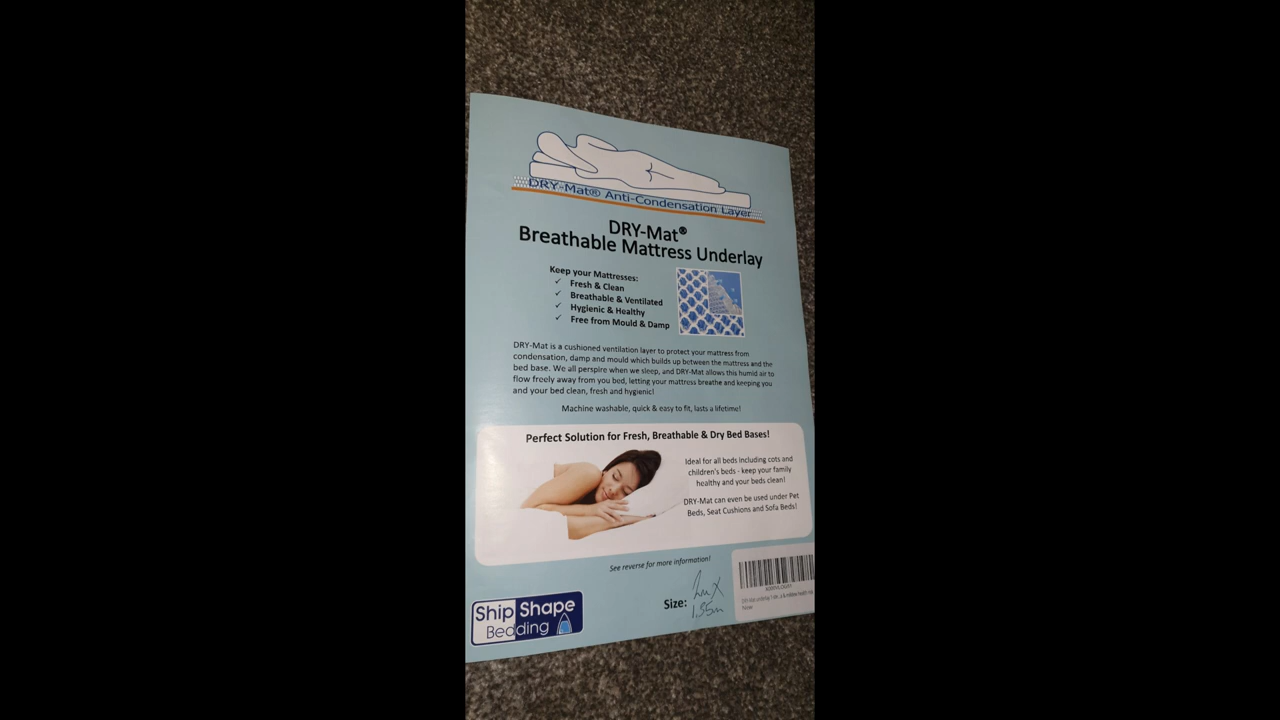 DRY-Mat® Anti-Condensation Layer
DRY-Mat®
Breathable Mattress Underlay
Keep your Mattresses:
✓ Fresh & Clean
✓ Breathable & Ventilated
✓ Hygienic & Healthy
✓ Free from Mould & Damp
DRY-Mat is a cushioned ventilation layer to protect your mattress from
condensation, damp and mould which builds up between the mattress and the
bed base. We all perspire when we sleep, and DRY-Mat allows this humid air to
flow freely away from you bed, letting your mattress breathe and keeping you
and your bed clean, fresh and hygienic!
Machine washable, quick & easy to fit, lasts a lifetime!
Perfect Solution for Fresh, Breathable & Dry Bed Bases!
Ideal for all beds including cots and
children's beds - keep your family
healthy and your beds clean!
DRY-Mat can even be used under Pet
Beds, Seat Cushions and Sofa Beds!
See reverse for more information!
Size: 2m X
1.35m
New
Ship Shape
Bedding